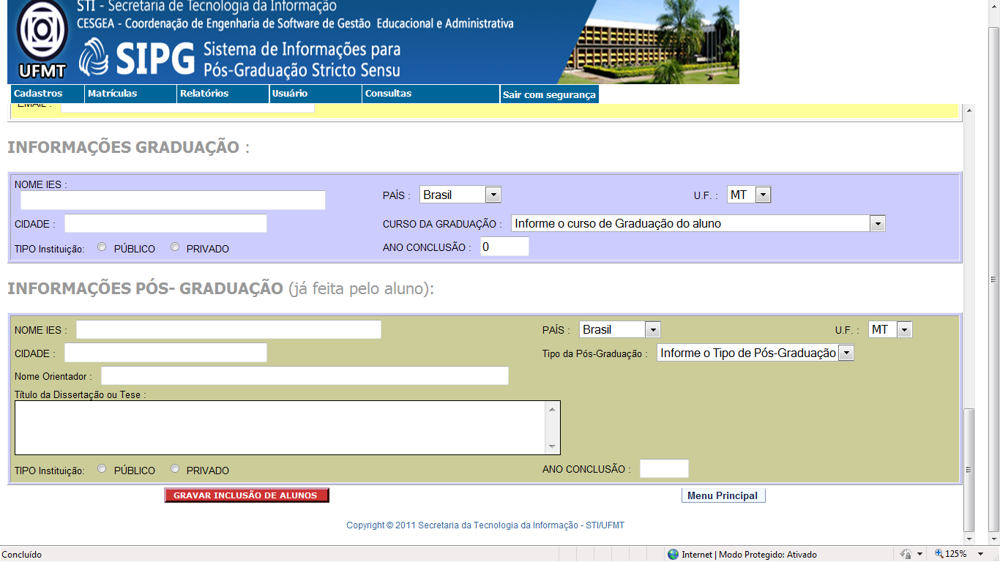 STI - Secretaria de Tecnologia da Informação
CESGEA - Coordenação de Engenharia de Software de Gestão Educacional e Administrativa
UFMT
SIPG Sistema de Informações para
Pós-Graduação Stricto Sensu
Cadastros Matrículas Relatórios Usuário Consultas Sair com segurança
EMAIL :
INFORMAÇÕES GRADUAÇÃO :
NOME IES :
PAÍS : Brasil U.F. : MT
CIDADE : CURSO DA GRADUAÇÃO : Informe o curso de Graduação do aluno
TIPO Instituição: PÚBLICO PRIVADO ANO CONCLUSÃO : 0
INFORMAÇÕES PÓS- GRADUAÇÃO (já feita pelo aluno):
NOME IES : PAÍS : Brasil U.F. : MT
CIDADE : Tipo da Pós-Graduação : Informe o Tipo de Pós-Graduação
Nome Orientador :
Título da Dissertação ou Tese :
TIPO Instituição: PÚBLICO PRIVADO ANO CONCLUSÃO :
GRAVAR INCLUSÃO DE ALUNOS Menu Principal
Copyright © 2011 Secretaria da Tecnologia da Informação - STI/UFMT
Concluído Internet | Modo Protegido: Ativado 125%